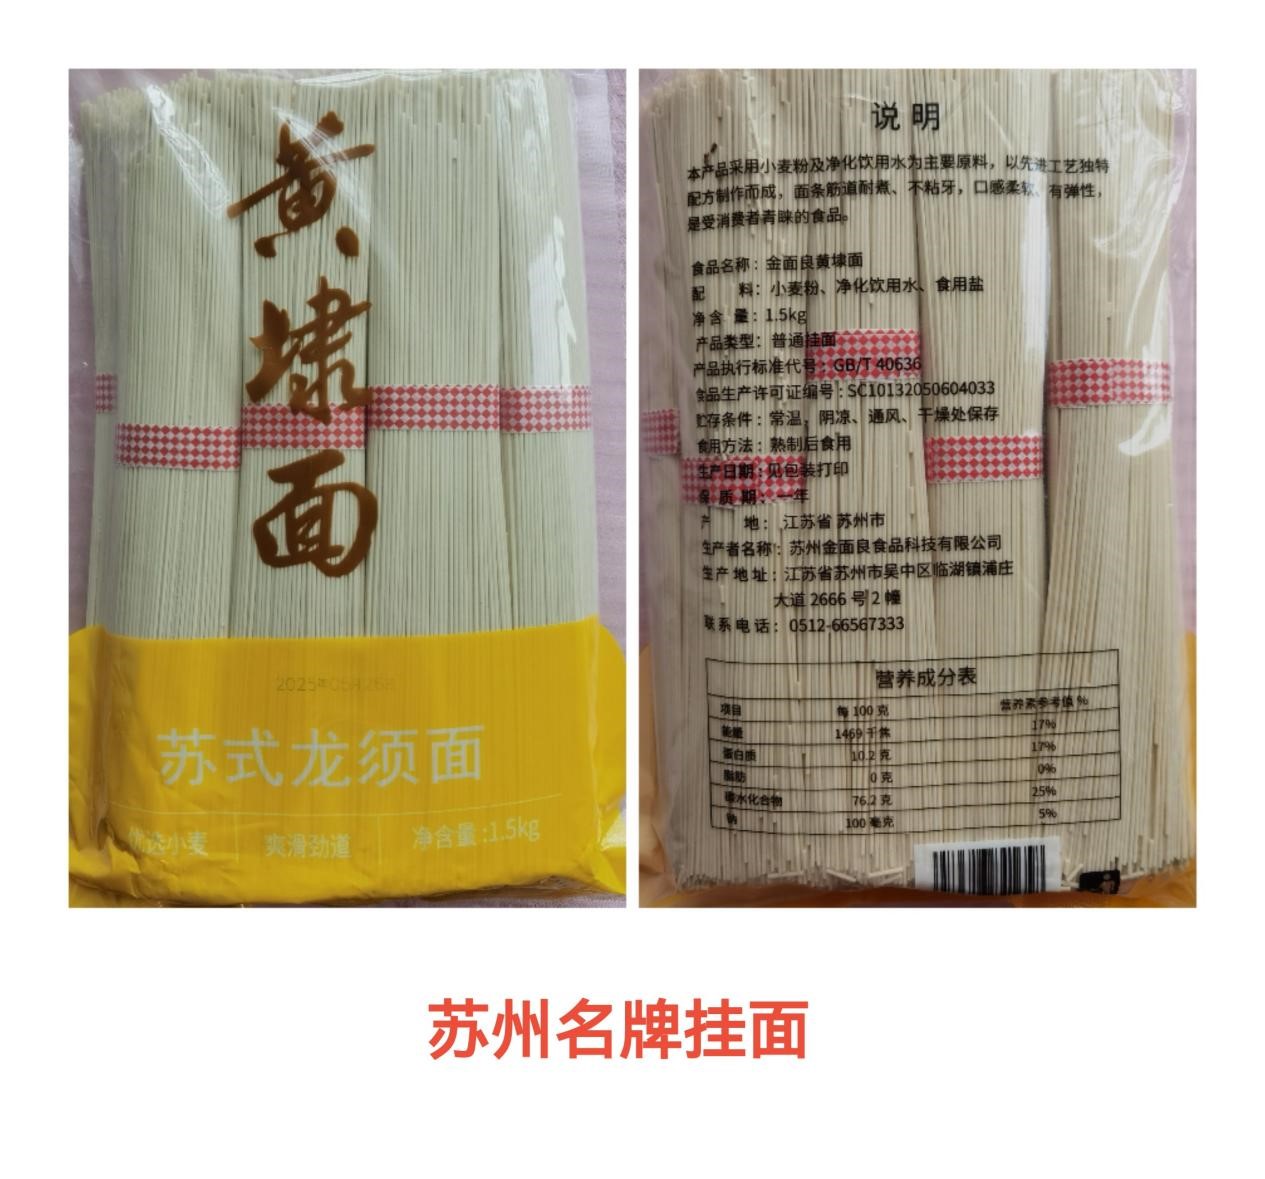 黄
埭
面
2025年05月26日
苏式龙须面
优选小麦 爽滑劲道 净含量:1.5kg
说明
本产品采用小麦粉及净化饮用水为主要原料，以先进工艺独特
配方制作而成，面条筋道耐煮、不粘牙，口感柔软、有弹性，
是受消费者青睐的食品。
食品名称：金面良黄埭面
配 料：小麦粉、净化饮用水、食用盐
净含 量：1.5kg
产品类型：普通挂面
产品执行标准代号：GB/T 40636
食品生产许可证编号：SC10132050604033
贮存条件：常温，阴凉、通风、干燥处保存
食用方法：熟制后食用
生产日期：见包装打印
保 质 期：一年
产 地：江苏省 苏州市
生产者名称：苏州金面良食品科技有限公司
生产地址：江苏省苏州市吴中区临湖镇浦庄
大道 2666 号 2 幢
联系电话：0512-66567333
营养成分表
项目 每 100 克 营养素参考值 %
能量 1469 千焦 17%
蛋白质 10.2 克 17%
脂肪 0 克 0%
碳水化合物 76.2 克 25%
钠 100 毫克 5%
苏州名牌挂面